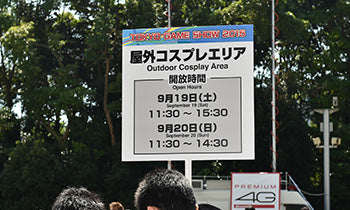 TOKYO GAME SHOW 2015
屋外コスプレエリア
Outdoor Cosplay Area
開放時間
Open Hours
9月19日(土)
September 19 (Sat)
11:30 ～ 15:30
9月20日(日)
September 20 (Sun)
11:30 ～ 14:30
PREMIUM
4G